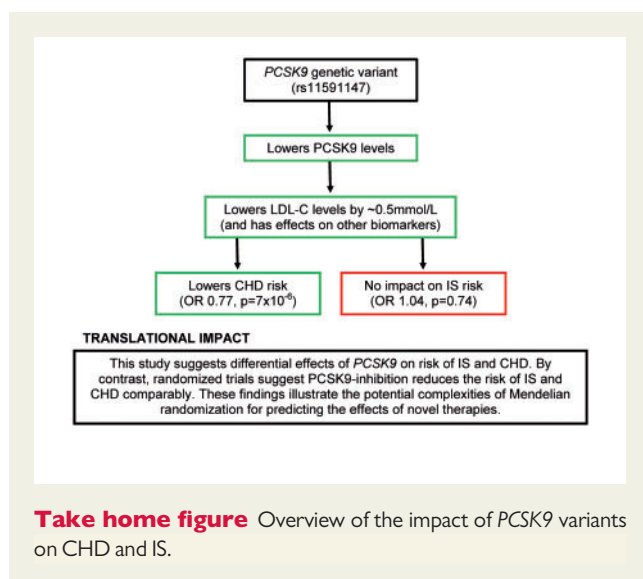 PCSK9 genetic variant
(rs11591147)
Lowers PCSK9 levels
Lowers LDL-C levels by ~0.5mmol/L
(and has effects on other biomarkers)
Lowers CHD risk
(OR 0.77, p=7x10⁻⁶)
No impact on IS risk
(OR 1.04, p=0.74)
TRANSLATIONAL IMPACT
This study suggests differential effects of PCSK9 on risk of IS and CHD. By
contrast, randomized trials suggest PCSK9-inhibition reduces the risk of IS and
CHD comparably. These findings illustrate the potential complexities of Mendelian
randomization for predicting the effects of novel therapies.
Take home figure Overview of the impact of PCSK9 variants
on CHD and IS.